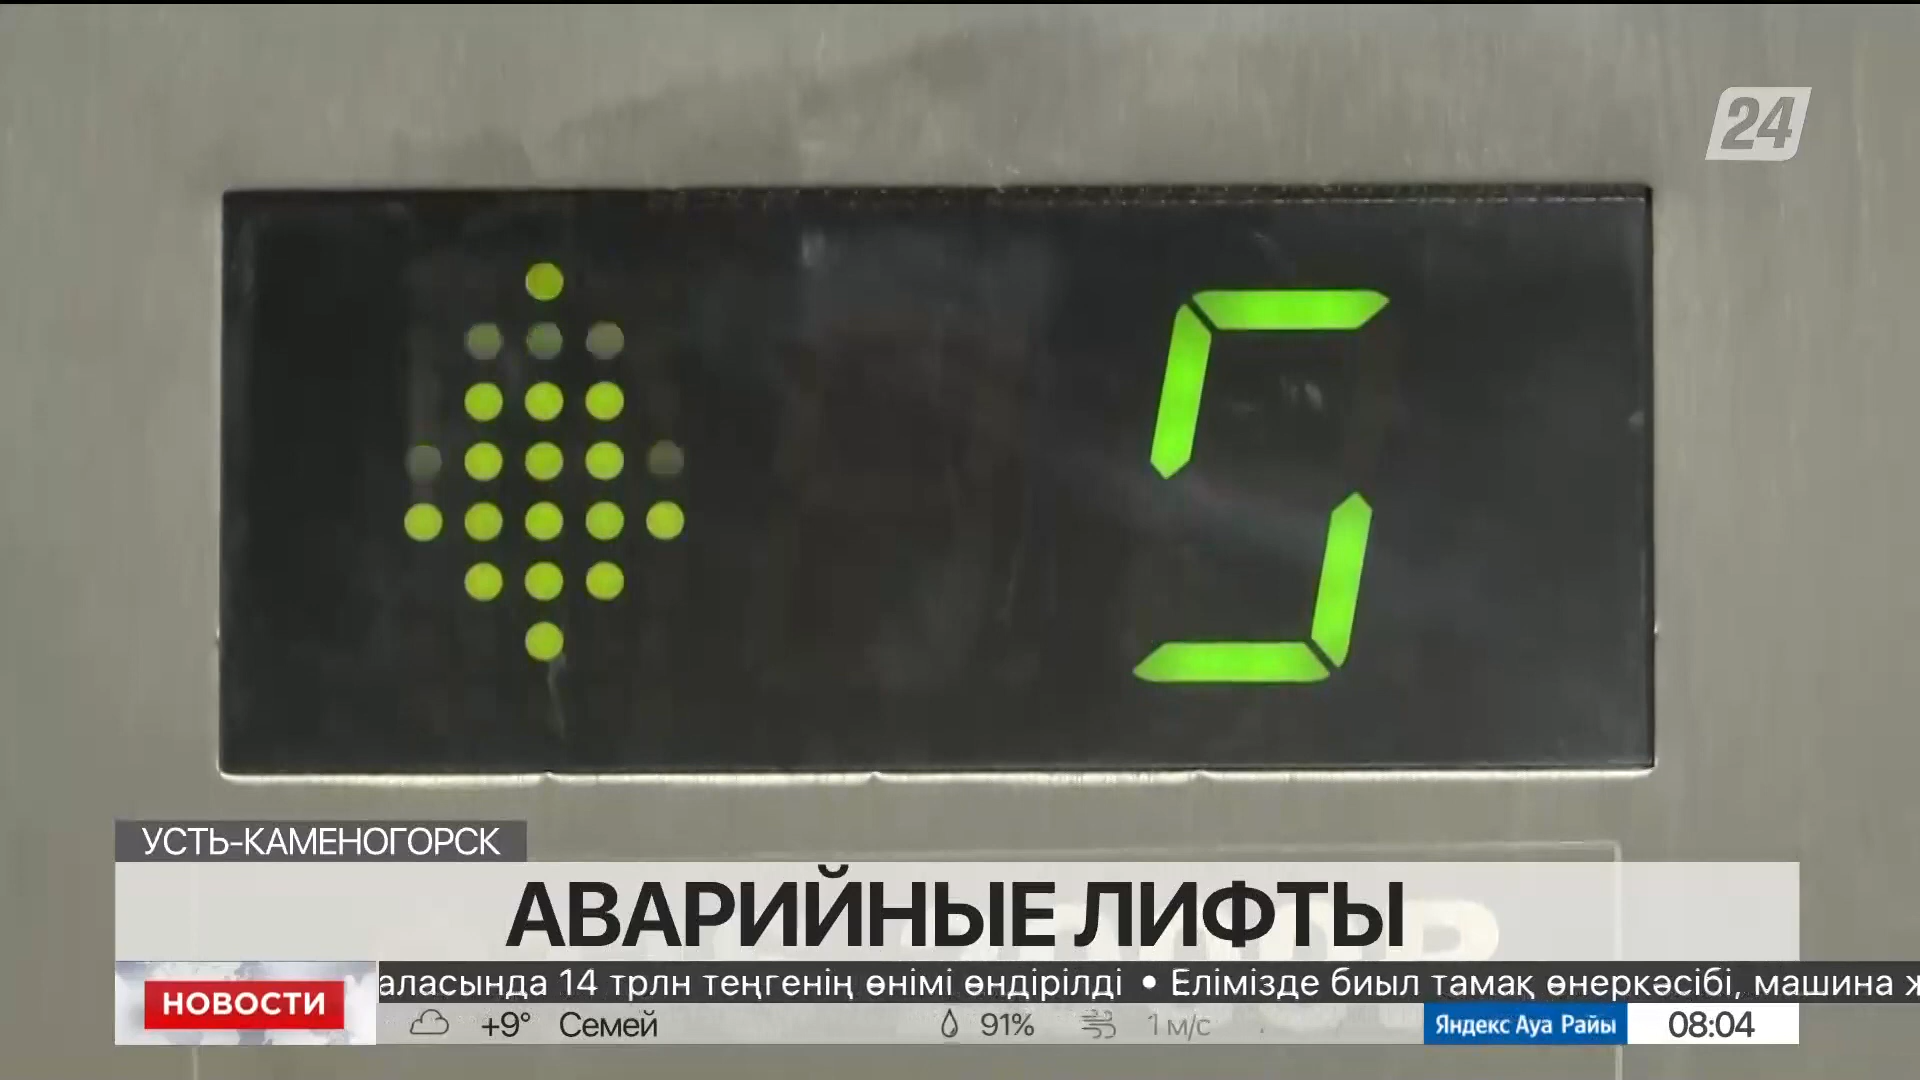 24
5
УСТЬ-КАМЕНОГОРСК
АВАРИЙНЫЕ ЛИФТЫ
аласында 14 трлн теңгенің өнімі өндірілді • Елімізде биыл тамақ өнеркәсібі, машина ж
НОВОСТИ
+9° Семей 91% 1 м/с Яндекс Ауа Райы 08:04